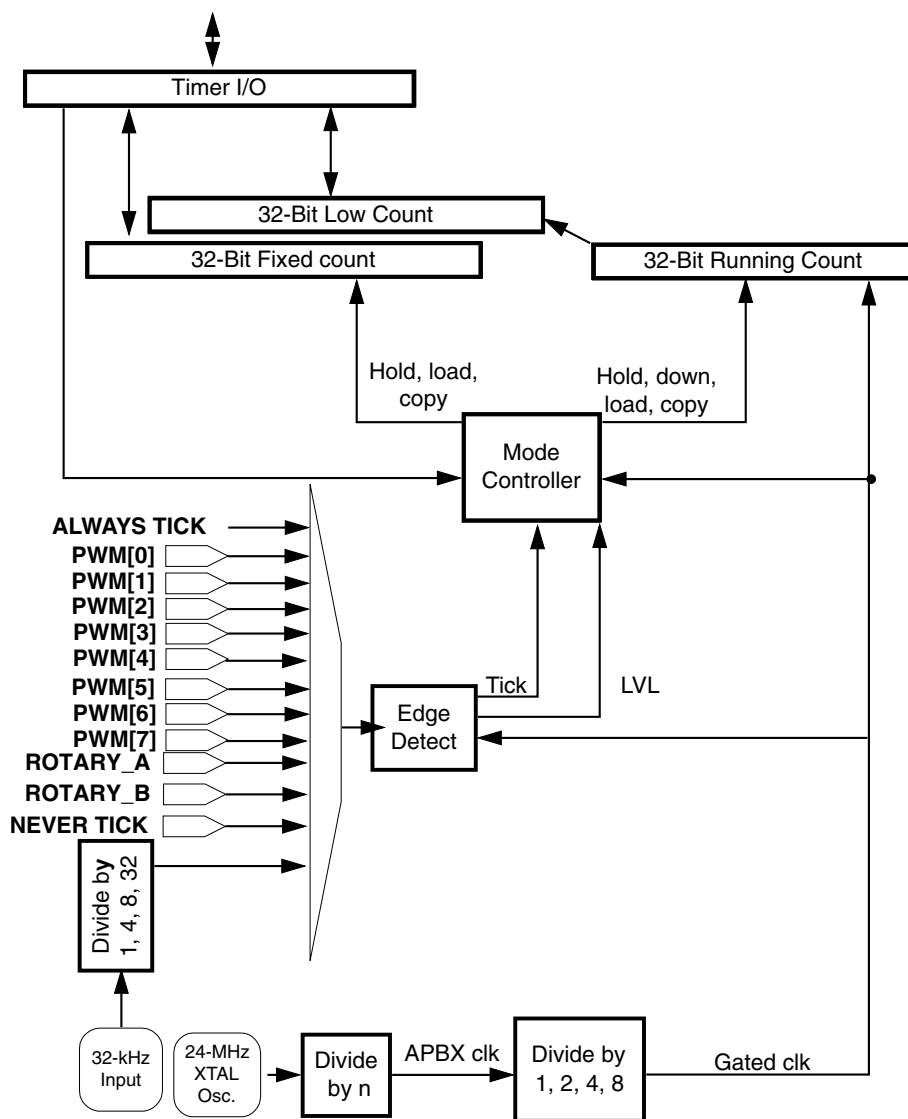 Timer I/O
32-Bit Low Count
32-Bit Fixed count
32-Bit Running Count
Hold, load,
copy
Hold, down,
load, copy
Mode
Controller
ALWAYS TICK
PWM[0]
PWM[1]
PWM[2]
PWM[3]
PWM[4]
PWM[5]
PWM[6]
PWM[7]
ROTARY_A
ROTARY_B
NEVER TICK
Tick
LVL
Edge
Detect
Divide by
1, 4, 8, 32
32-kHz
Input
24-MHz
XTAL
Osc.
Divide
by n
APBX clk
Divide by
1, 2, 4, 8
Gated clk